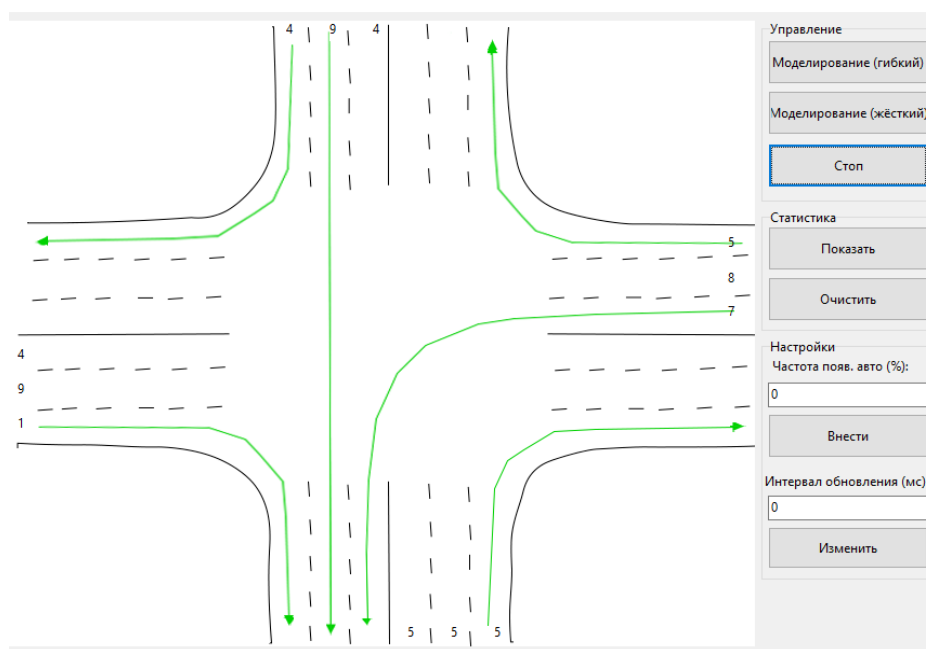 4 9 4
5
8
7
4
9
1
5 5 5
Управление
Моделирование (гибкий)
Моделирование (жёсткий)
Стоп
Статистика
Показать
Очистить
Настройки
Частота появ. авто (%):
0
Внести
Интервал обновления (мс)
0
Изменить